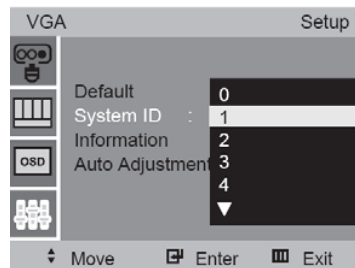 VGA Setup
Default
System ID :
Information
Auto Adjustment
0
1
2
3
4
OSD
Move Enter Exit